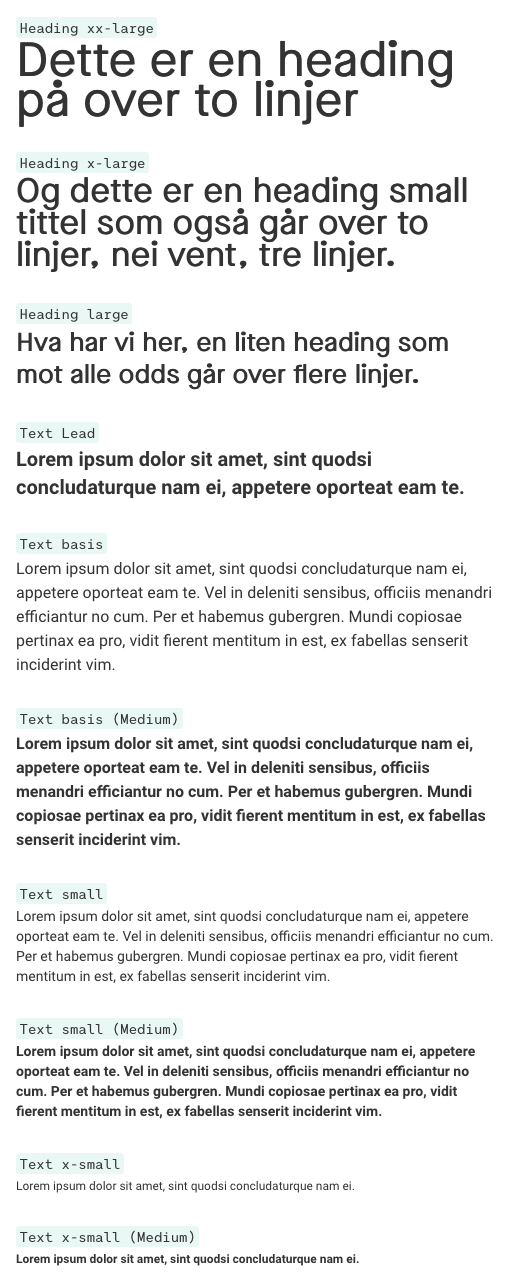 Heading xx-large
Dette er en heading
på over to linjer
Heading x-large
Og dette er en heading small
tittel som også går over to
linjer, nei vent, tre linjer.
Heading large
Hva har vi her, en liten heading som
mot alle odds går over flere linjer.
Text Lead
Lorem ipsum dolor sit amet, sint quodsi
concludaturque nam ei, appetere oporteat eam te.
Text basis
Lorem ipsum dolor sit amet, sint quodsi concludaturque nam ei,
appetere oporteat eam te. Vel in deleniti sensibus, officiis menandri
efficiantur no cum. Per et habemus gubergren. Mundi copiosae
pertinax ea pro, vidit fierent mentitum in est, ex fabellas senserit
inciderint vim.
Text basis (Medium)
Lorem ipsum dolor sit amet, sint quodsi concludaturque nam ei,
appetere oporteat eam te. Vel in deleniti sensibus, officiis
menandri efficiantur no cum. Per et habemus gubergren. Mundi
copiosae pertinax ea pro, vidit fierent mentitum in est, ex fabellas
senserit inciderint vim.
Text small
Lorem ipsum dolor sit amet, sint quodsi concludaturque nam ei, appetere
oporteat eam te. Vel in deleniti sensibus, officiis menandri efficiantur no cum.
Per et habemus gubergren. Mundi copiosae pertinax ea pro, vidit fierent
mentitum in est, ex fabellas senserit inciderint vim.
Text small (Medium)
Lorem ipsum dolor sit amet, sint quodsi concludaturque nam ei, appetere
oporteat eam te. Vel in deleniti sensibus, officiis menandri efficiantur no
cum. Per et habemus gubergren. Mundi copiosae pertinax ea pro, vidit
fierent mentitum in est, ex fabellas senserit inciderint vim.
Text x-small
Lorem ipsum dolor sit amet, sint quodsi concludaturque nam ei.
Text x-small (Medium)
Lorem ipsum dolor sit amet, sint quodsi concludaturque nam ei.